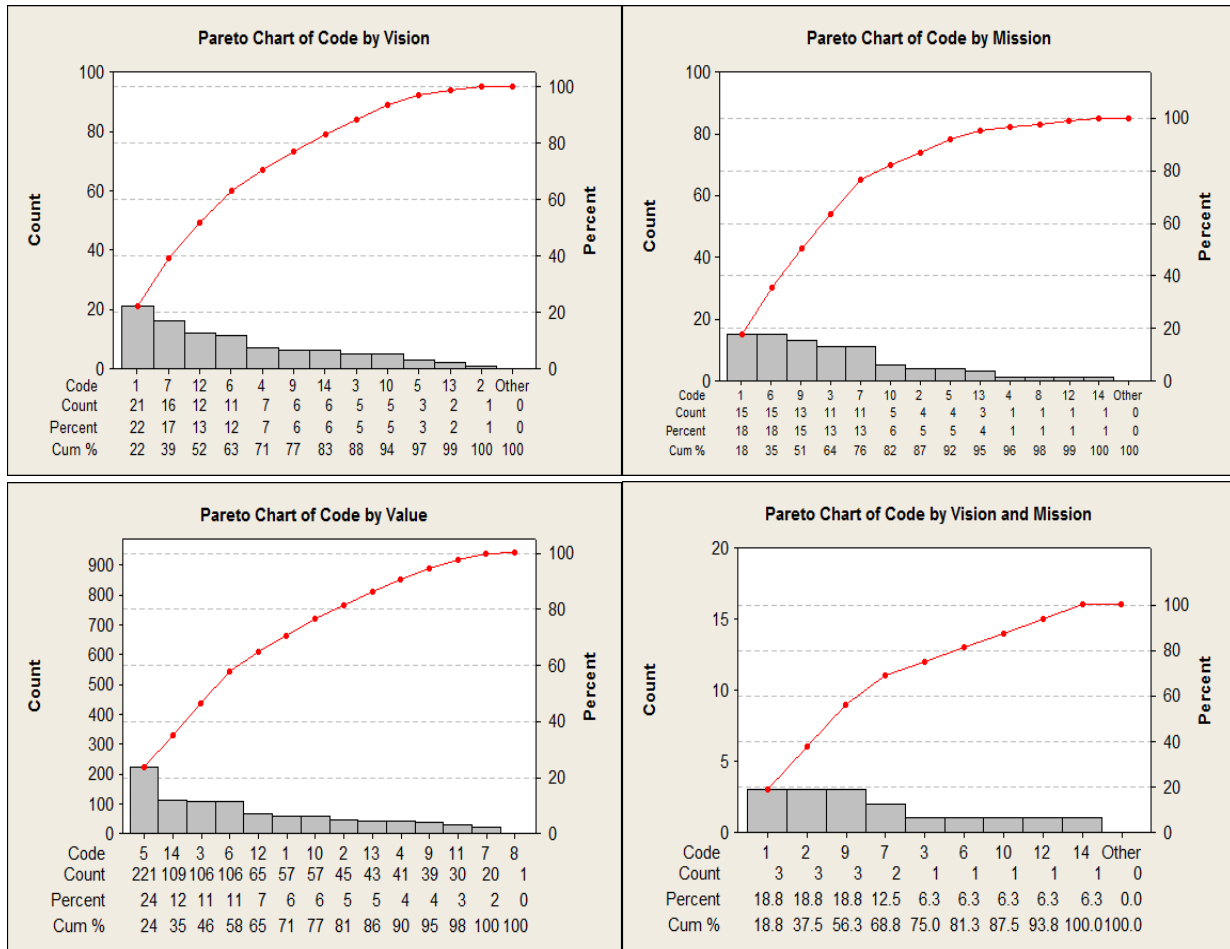 Pareto Chart of Code by Vision
100
80
60
40
20
0
Count
100
80
60
40
20
0
Percent
Code 1 7 12 6 4 9 14 3 10 5 13 2 Other
Count 21 16 12 11 7 6 6 5 5 3 2 1 0
Percent 22 17 13 12 7 6 6 5 5 3 2 1 0
Cum % 22 39 52 63 71 77 83 88 94 97 99 100 100
Pareto Chart of Code by Mission
100
80
60
40
20
0
Count
100
80
60
40
20
0
Percent
Code 1 6 9 3 7 10 2 5 13 4 8 12 14 Other
Count 15 15 13 11 11 5 4 4 3 1 1 1 1 0
Percent 18 18 15 13 13 6 5 5 4 1 1 1 1 0
Cum % 18 35 51 64 76 82 87 92 95 96 98 99 100 100
Pareto Chart of Code by Value
900
800
700
600
500
400
300
200
100
0
Count
100
80
60
40
20
0
Percent
Code 5 14 3 6 12 1 10 2 13 4 9 11 7 8
Count 221 109 106 106 65 57 57 45 43 41 39 30 20 1
Percent 24 12 11 11 7 6 6 5 5 4 4 3 2 0
Cum % 24 35 46 58 65 71 77 81 86 90 95 98 100 100
Pareto Chart of Code by Vision and Mission
20
15
10
5
0
Count
100
80
60
40
20
0
Percent
Code 1 2 9 7 3 6 10 12 14 Other
Count 3 3 3 2 1 1 1 1 1 0
Percent 18.8 18.8 18.8 12.5 6.3 6.3 6.3 6.3 6.3 0.0
Cum % 18.8 37.5 56.3 68.8 75.0 81.3 87.5 93.8 100.0 100.0